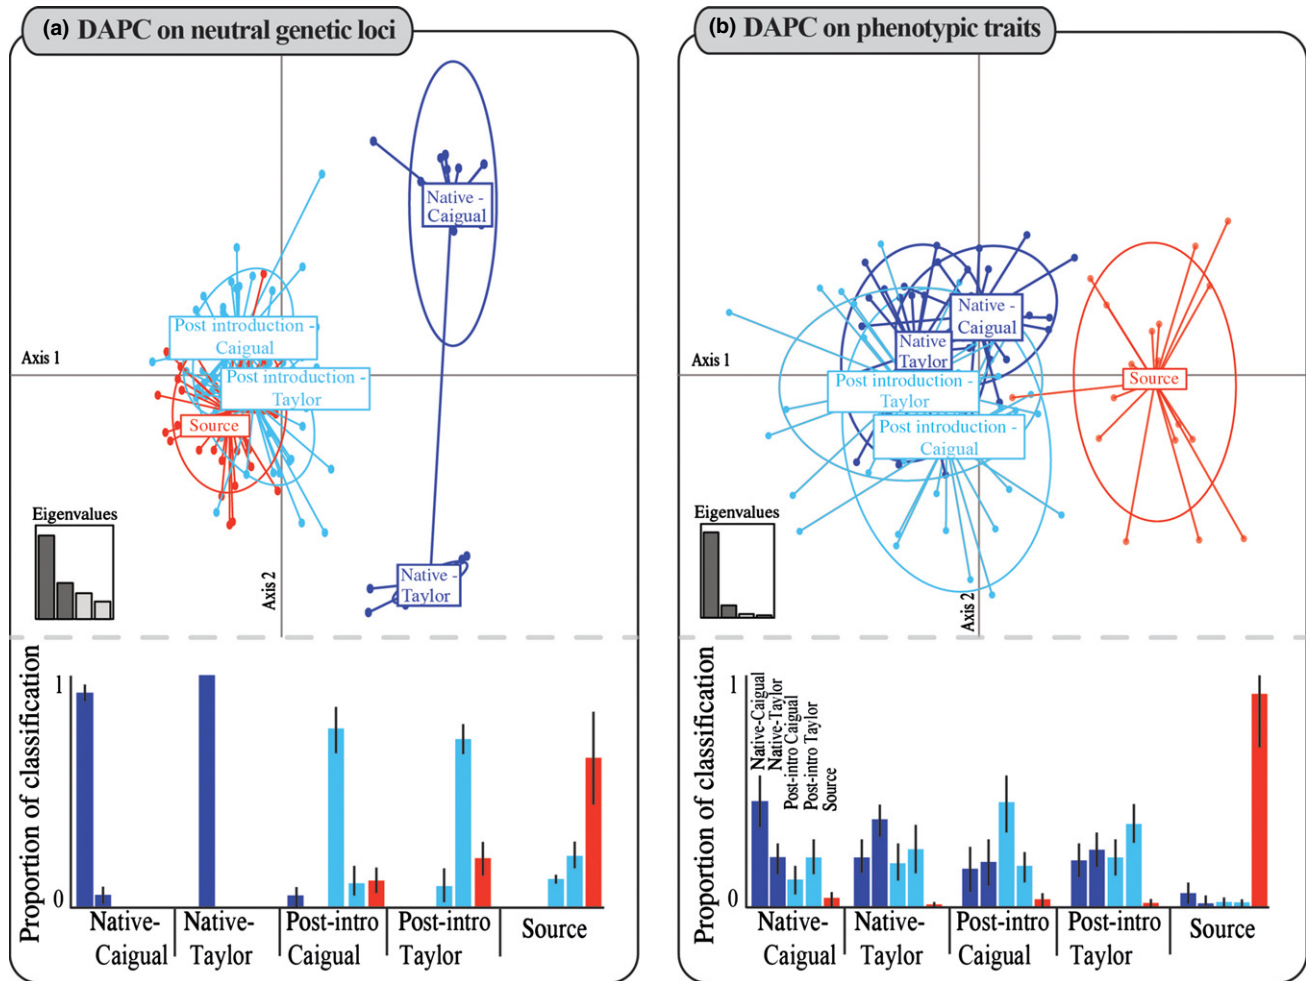 (a) DAPC on neutral genetic loci
Native -
Caigual
Post introduction -
Caigual
Axis 1
Post introduction -
Taylor
Source
Eigenvalues
Axis 2
Native -
Taylor
Proportion of classification
1
0
Native-
Caigual
Native-
Taylor
Post-intro
Caigual
Post-intro
Taylor
Source
(b) DAPC on phenotypic traits
Native -
Caigual
Native
Taylor
Axis 1
Post introduction -
Taylor
Source
Post introduction -
Caigual
Eigenvalues
Axis 2
Proportion of classification
1
0
Native-Caigual
Native-Taylor
Post-intro Caigual
Post-intro Taylor
Source
Native-
Caigual
Native-
Taylor
Post-intro
Caigual
Post-intro
Taylor
Source